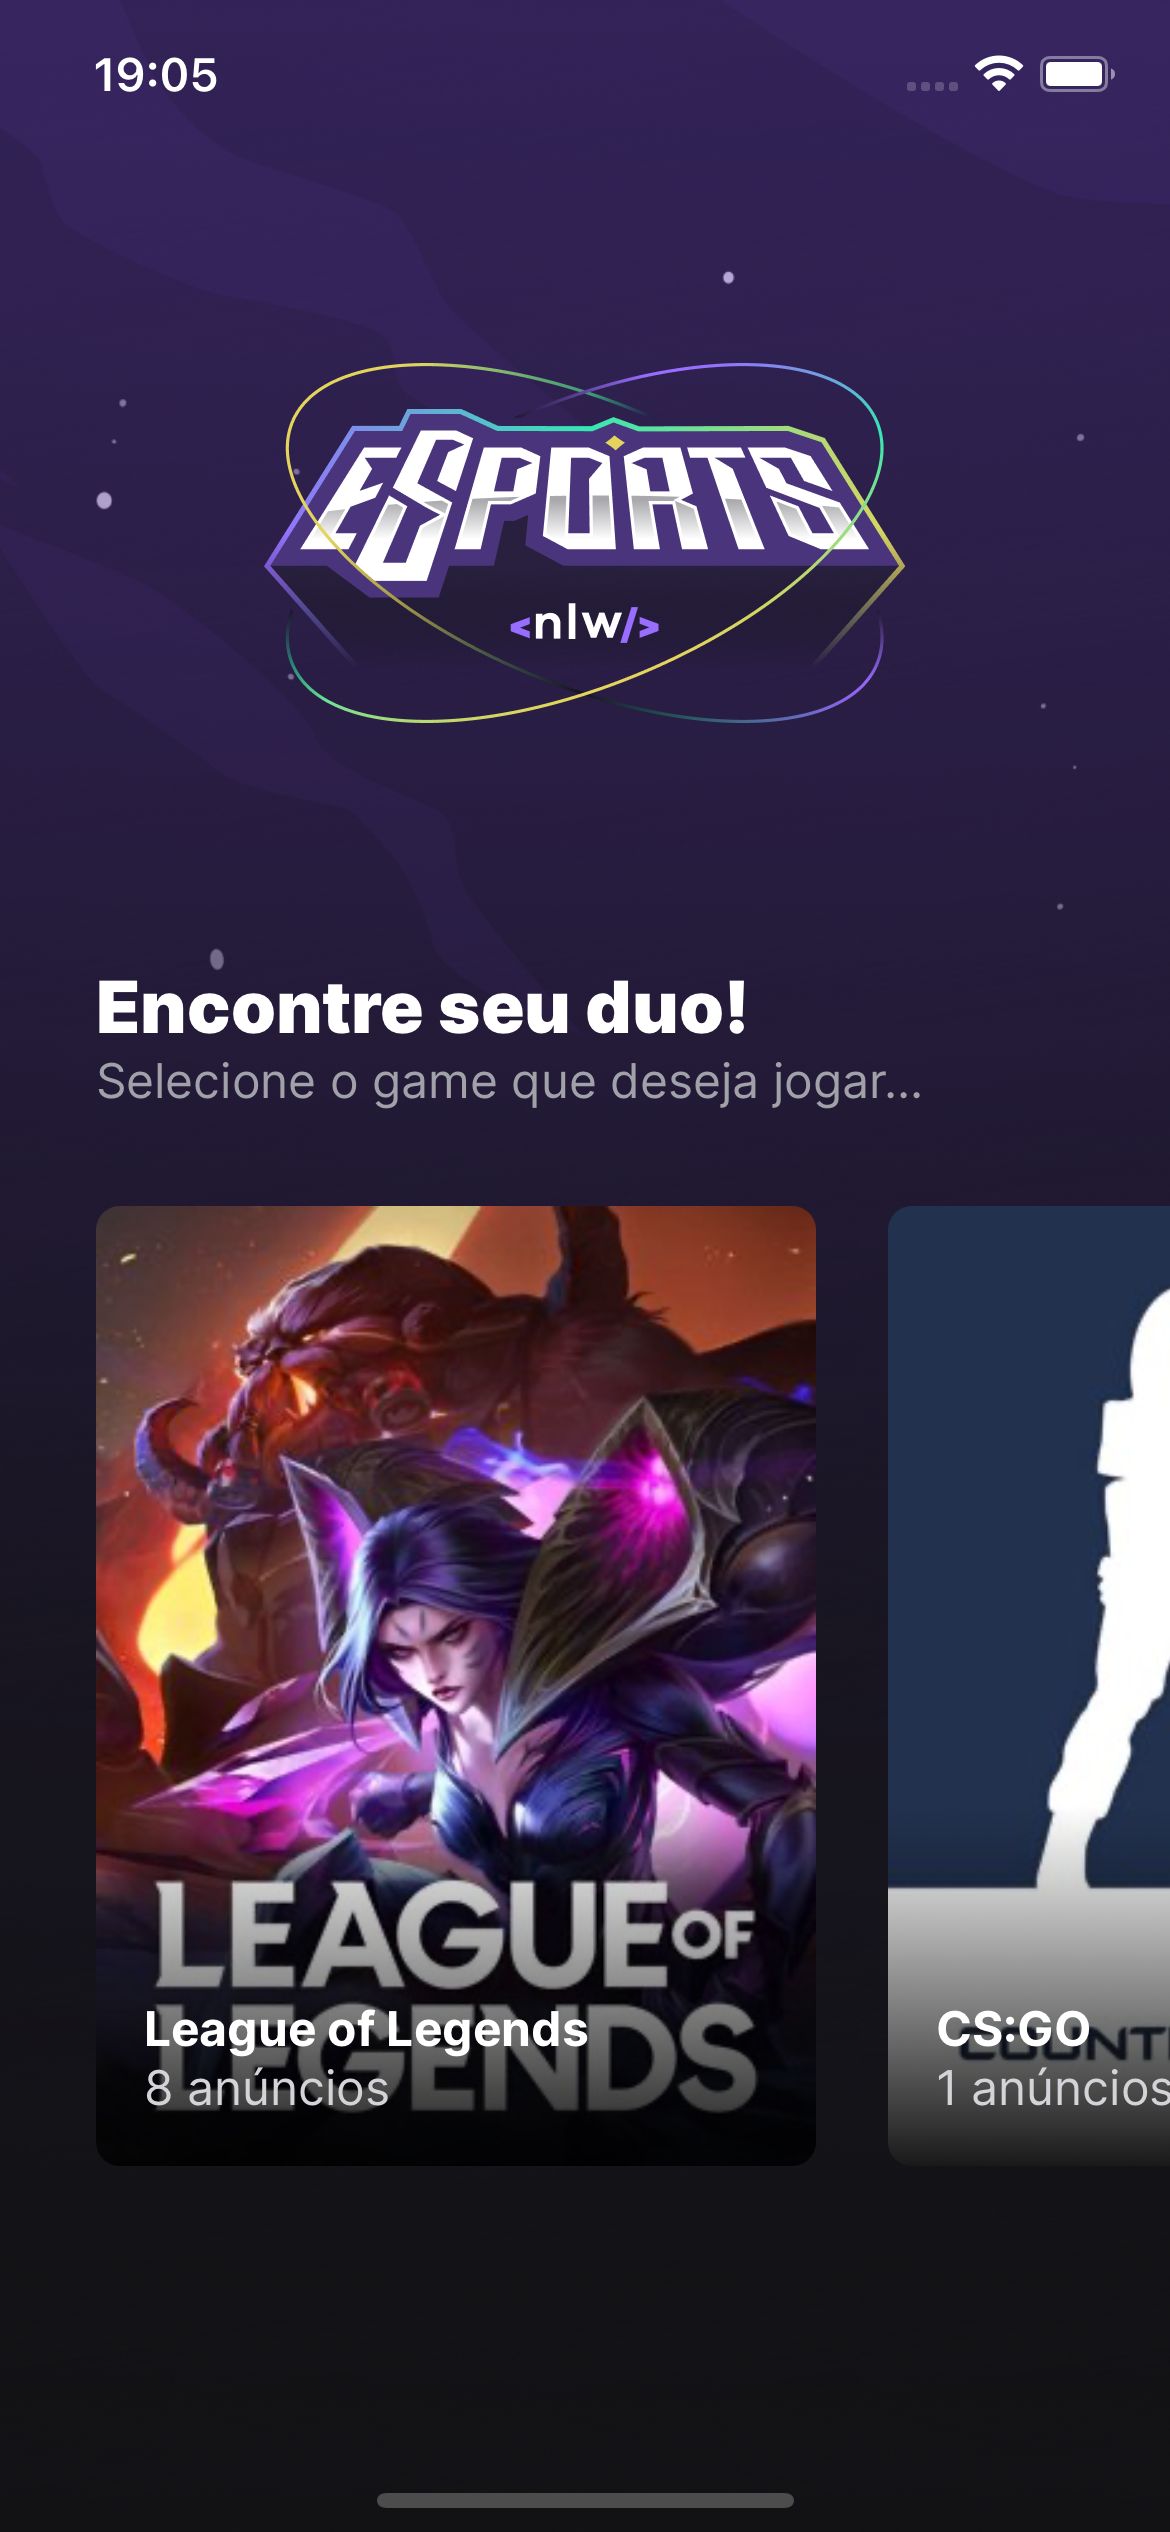 19:05
ESPORTS
<nlw/>
Encontre seu duo!
Selecione o game que deseja jogar...
LEAGUE OF
LEGENDS
League of Legends
8 anúncios
CS:GO
1 anúncios